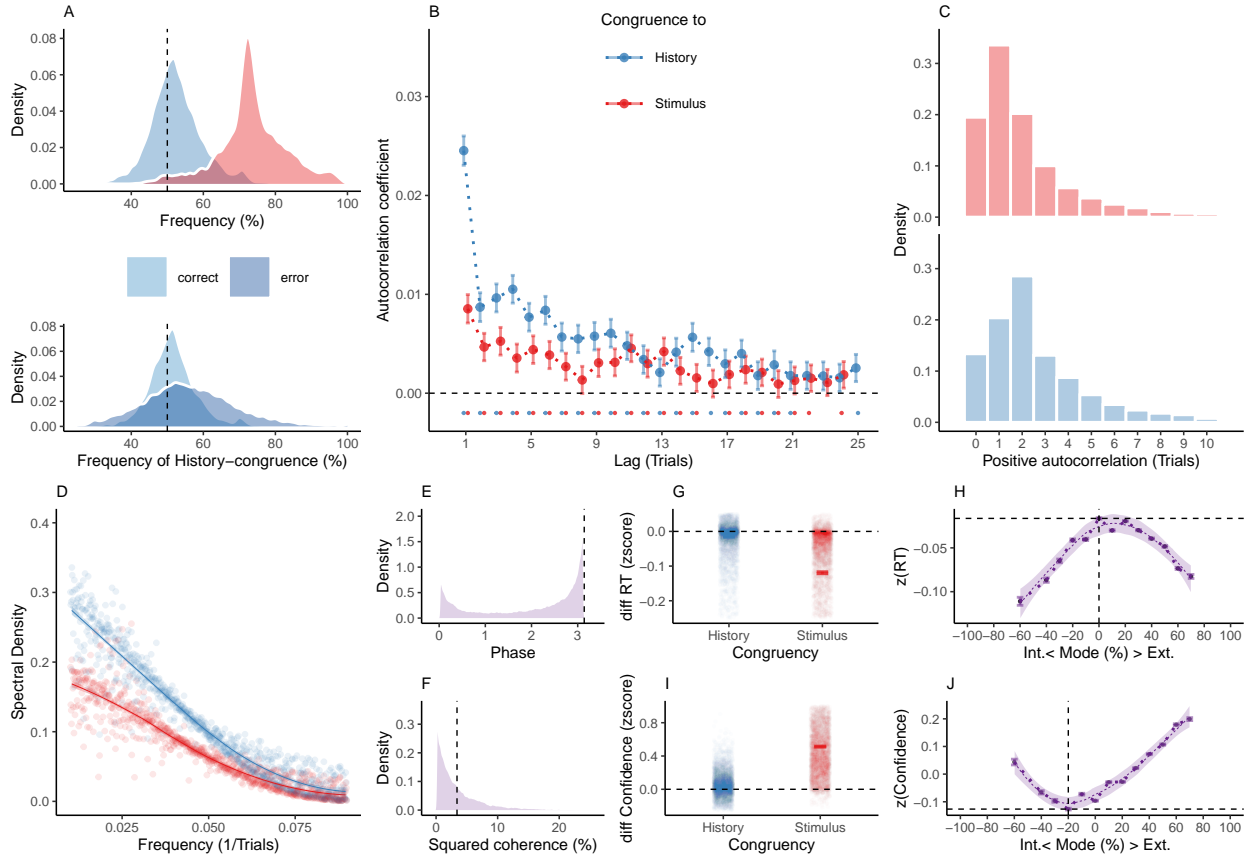 A
Density
0.08
0.06
0.04
0.02
0.00
40 60 80 100
Frequency (%)
correct
error
Density
0.08
0.06
0.04
0.02
0.00
40 60 80 100
Frequency of History−congruence (%)
B
Congruence to
History
Stimulus
Autocorrelation coefficient
0.03
0.02
0.01
0.00
1 5 9 13 17 21 25
Lag (Trials)
C
Density
0.3
0.2
0.1
0.0
0.3
0.2
0.1
0.0
0 1 2 3 4 5 6 7 8 9 10
Positive autocorrelation (Trials)
D
Spectral Density
0.4
0.3
0.2
0.1
0.0
0.025 0.050 0.075
Frequency (1/Trials)
E
Density
2.0
1.5
1.0
0.5
0.0
0 1 2 3
Phase
F
Density
0.3
0.2
0.1
0.0
0 10 20
Squared coherence (%)
G
diff RT (zscore)
0.0
−0.1
−0.2
History Stimulus
Congruency
H
z(RT)
−0.05
−0.10
−100 −80 −60 −40 −20 0 20 40 60 80 100
Int.< Mode (%) > Ext.
I
diff Confidence (zscore)
0.8
0.4
0.0
History Stimulus
Congruency
J
z(Confidence)
0.2
0.1
0.0
−0.1
−100 −80 −60 −40 −20 0 20 40 60 80 100
Int.< Mode (%) > Ext.